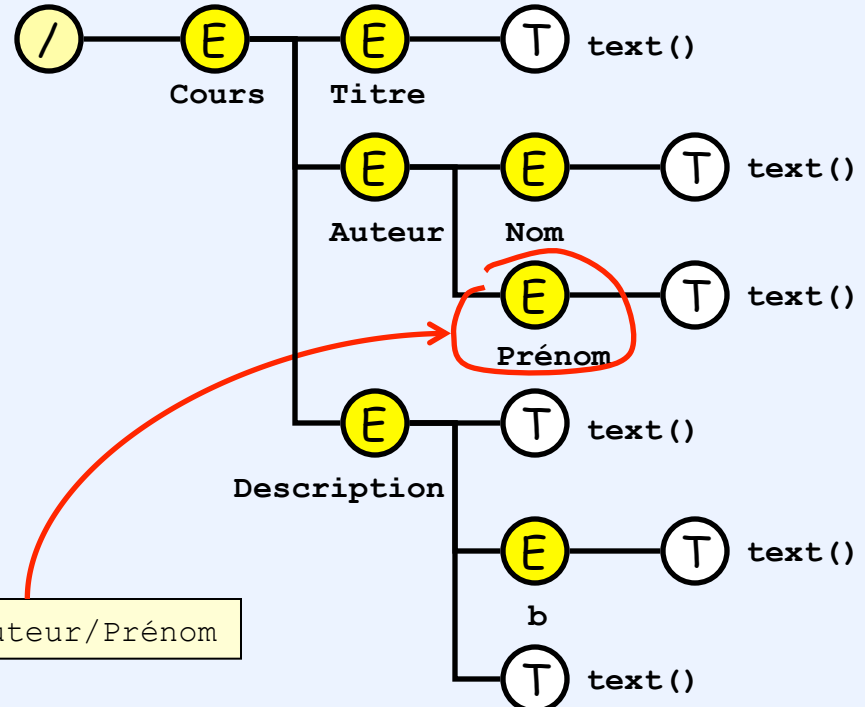 / E E T text()
Cours Titre
E E T text()
Auteur Nom
E T text()
Prénom
E T text()
Description
E T text()
b
uteur/Prénom
T text()